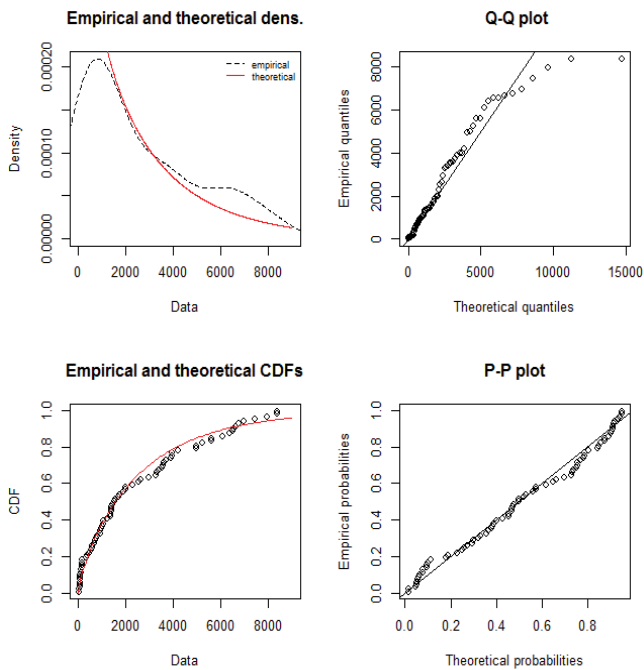 Empirical and theoretical dens.
Density
0.00000
0.00010
0.00020
empirical
theoretical
0 2000 4000 6000 8000
Data
Q-Q plot
Empirical quantiles
0 2000 4000 6000 8000
0 5000 10000 15000
Theoretical quantiles
Empirical and theoretical CDFs
CDF
0.0 0.2 0.4 0.6 0.8 1.0
0 2000 4000 6000 8000
Data
P-P plot
Empirical probabilities
0.0 0.2 0.4 0.6 0.8 1.0
0.0 0.2 0.4 0.6 0.8
Theoretical probabilities